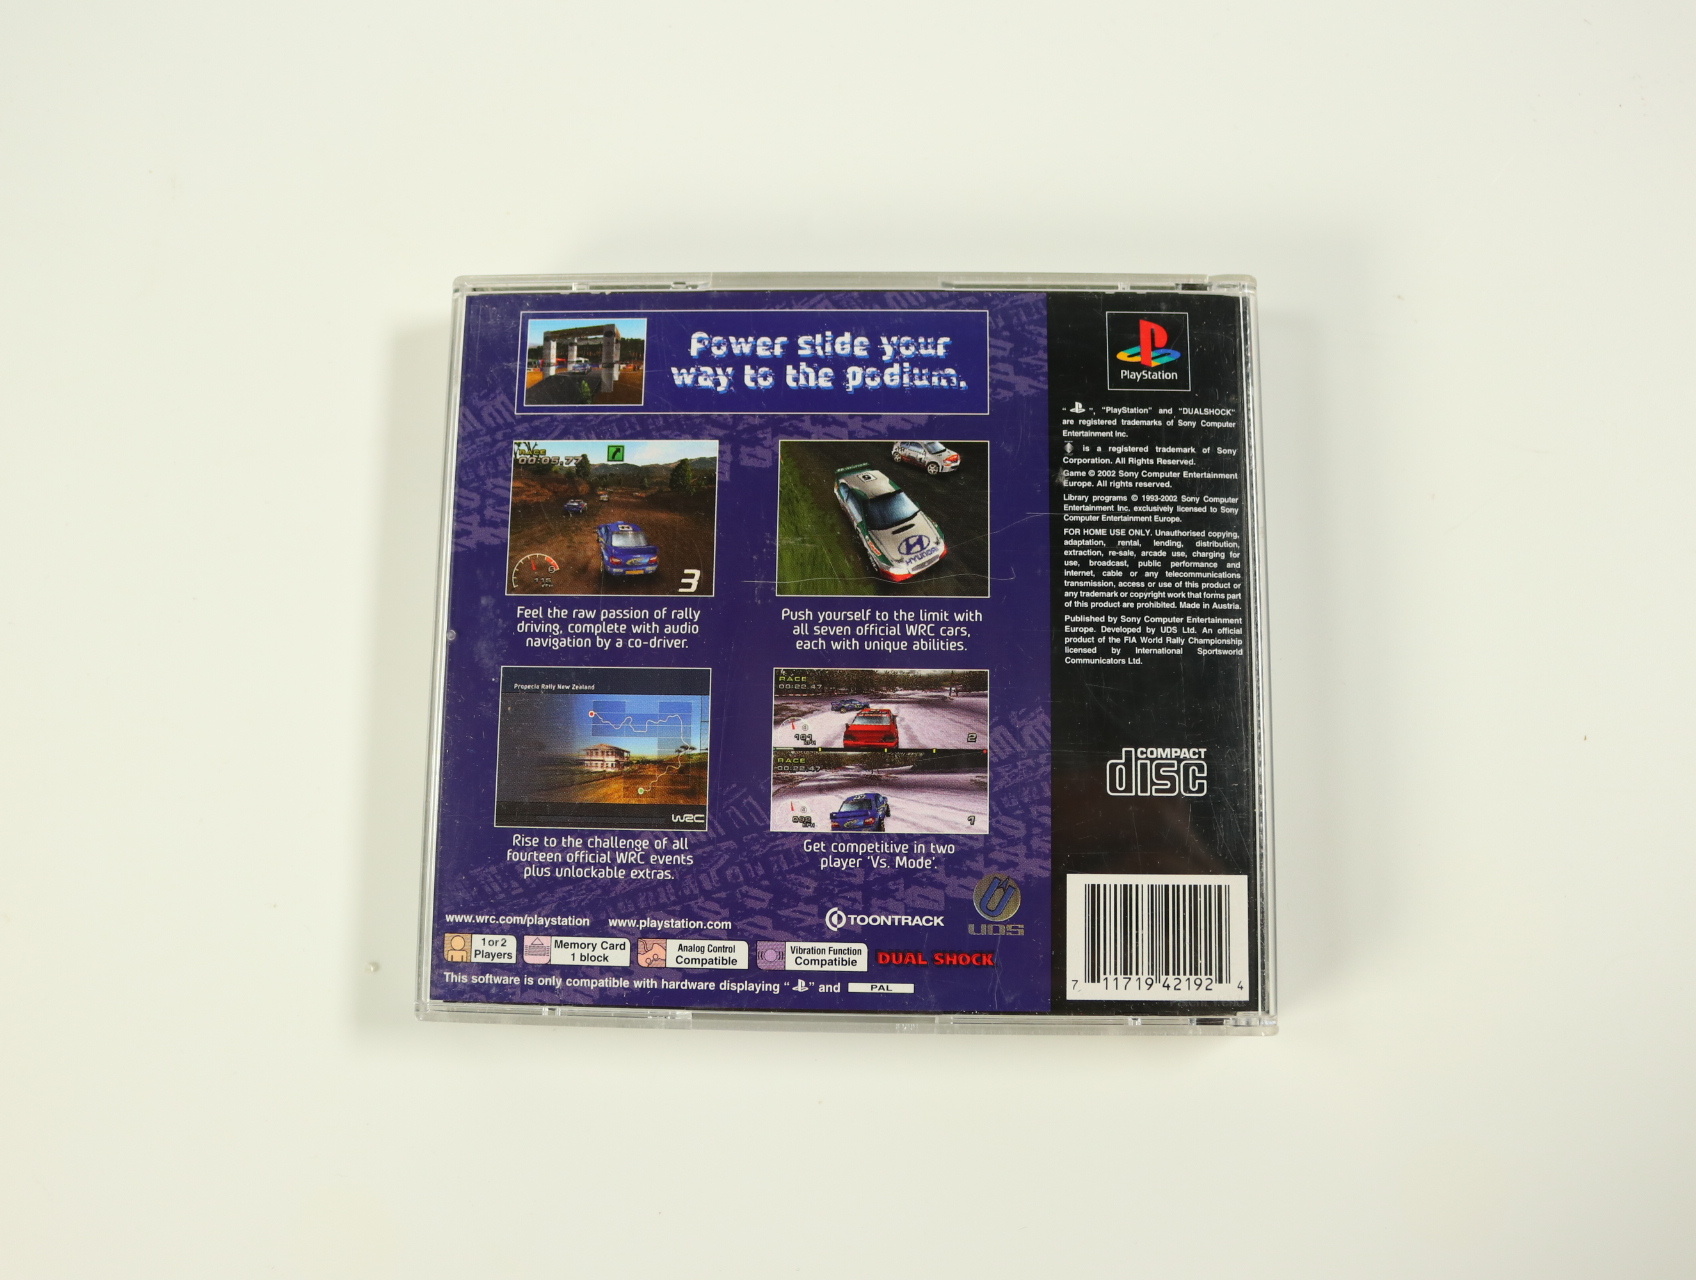 Power slide your
way to the podium.
RACE
00:05.77
115
3
HYUNDAI
Feel the raw passion of rally
driving, complete with audio
navigation by a co-driver.
Push yourself to the limit with
all seven official WRC cars,
each with unique abilities.
Propecia Rally New Zealand
WRC
RACE
00:22.47
191
2
RACE
00:22.47
092
1
Rise to the challenge of all
fourteen official WRC events
plus unlockable extras.
Get competitive in two
player 'Vs. Mode'.
www.wrc.com/playstation www.playstation.com
TOONTRACK
UDS
1 or 2
Players
Memory Card
1 block
Analog Control
Compatible
Vibration Function
Compatible
DUAL SHOCK
This software is only compatible with hardware displaying " " and PAL
PlayStation
" ", "PlayStation" and "DUALSHOCK"
are registered trademarks of Sony Computer
Entertainment Inc.
is a registered trademark of Sony
Corporation. All Rights Reserved.
Game © 2002 Sony Computer Entertainment
Europe. All rights reserved.
Library programs © 1993-2002 Sony Computer
Entertainment Inc. exclusively licensed to Sony
Computer Entertainment Europe.
FOR HOME USE ONLY. Unauthorised copying,
adaptation, rental, lending, distribution,
extraction, re-sale, arcade use, charging for
use, broadcast, public performance and
internet, cable or any telecommunications
transmission, access or use of this product or
any trademark or copyright work that forms part
of this product are prohibited. Made in Austria.
Published by Sony Computer Entertainment
Europe. Developed by UDS Ltd. An official
product of the FIA World Rally Championship
licensed by International Sportsworld
Communicators Ltd.
COMPACT
disc
7 11719 42192 4